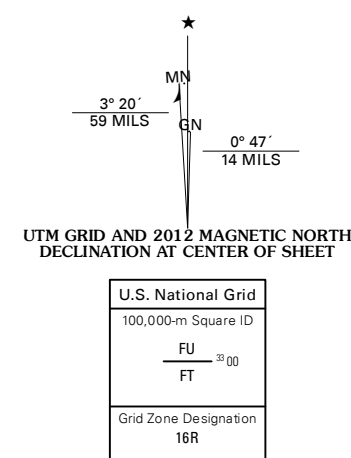 ★
MN
3° 20´
59 MILS
GN
0° 47´
14 MILS
UTM GRID AND 2012 MAGNETIC NORTH
DECLINATION AT CENTER OF SHEET
U.S. National Grid
100,000-m Square ID
FU
33 00
FT
Grid Zone Designation
16R